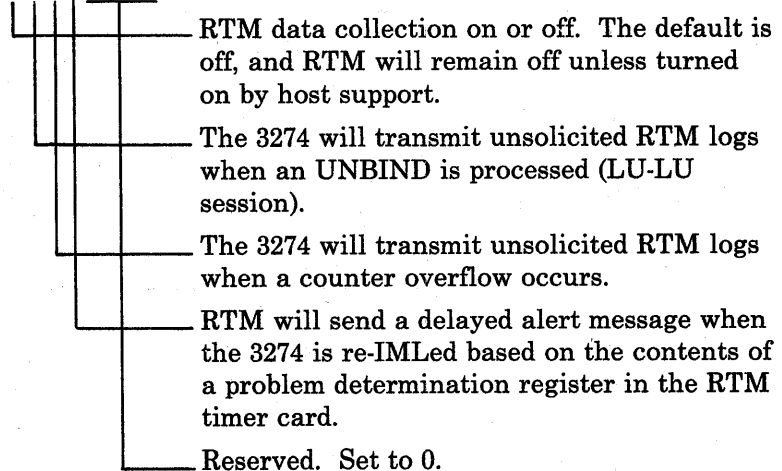 RTM data collection on or off. The default is
off, and RTM will remain off unless turned
on by host support.
The 3274 will transmit unsolicited RTM logs
when an UNBIND is processed (LU-LU
session).
The 3274 will transmit unsolicited RTM logs
when a counter overflow occurs.
RTM will send a delayed alert message when
the 3274 is re-IMLed based on the contents of
a problem determination register in the RTM
timer card.
Reserved. Set to 0.